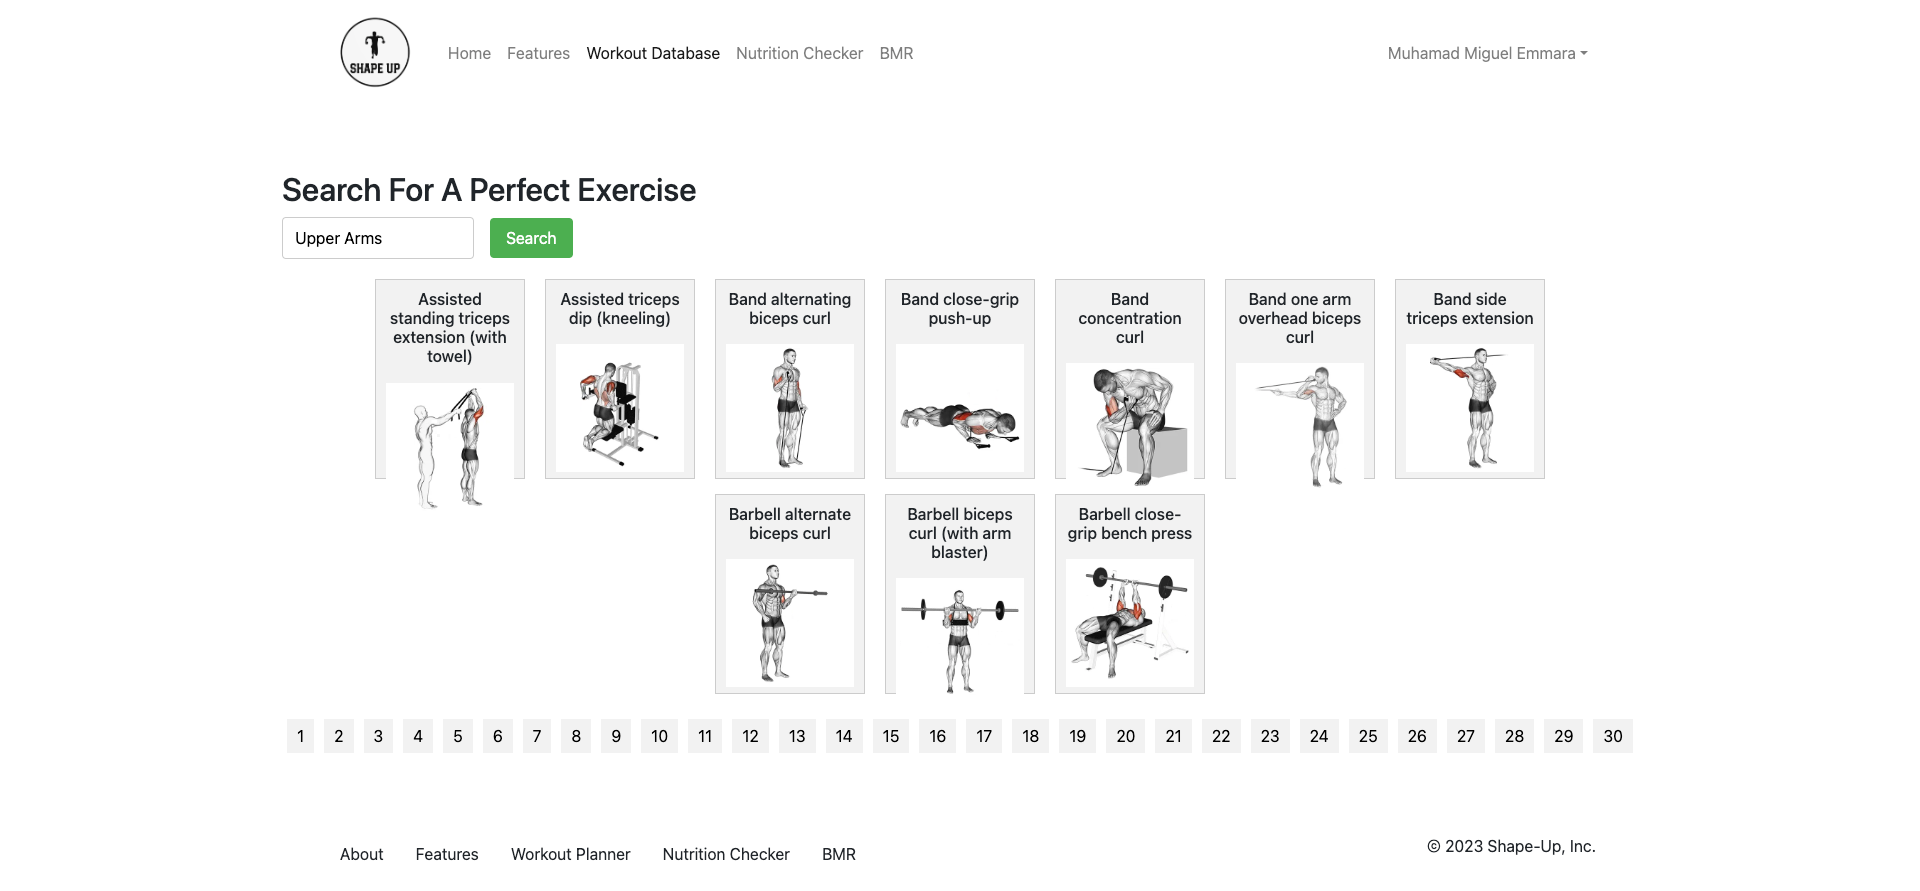 SHAPE UP
Home Features Workout Database Nutrition Checker BMR
Muhamad Miguel Emmara
Search For A Perfect Exercise
Upper Arms
Search
Assisted
standing triceps
extension (with
towel)
Assisted triceps
dip (kneeling)
Band alternating
biceps curl
Band close-grip
push-up
Band
concentration
curl
Band one arm
overhead biceps
curl
Band side
triceps extension
Barbell alternate
biceps curl
Barbell biceps
curl (with arm
blaster)
Barbell close-
grip bench press
1 2 3 4 5 6 7 8 9 10 11 12 13 14 15 16 17 18 19 20 21 22 23 24 25 26 27 28 29 30
About Features Workout Planner Nutrition Checker BMR
© 2023 Shape-Up, Inc.